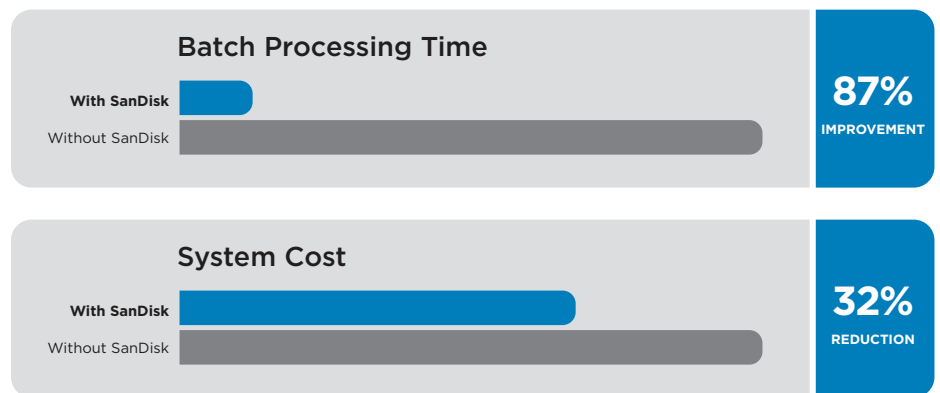 Batch Processing Time
With SanDisk
Without SanDisk
87%
IMPROVEMENT
System Cost
With SanDisk
Without SanDisk
32%
REDUCTION